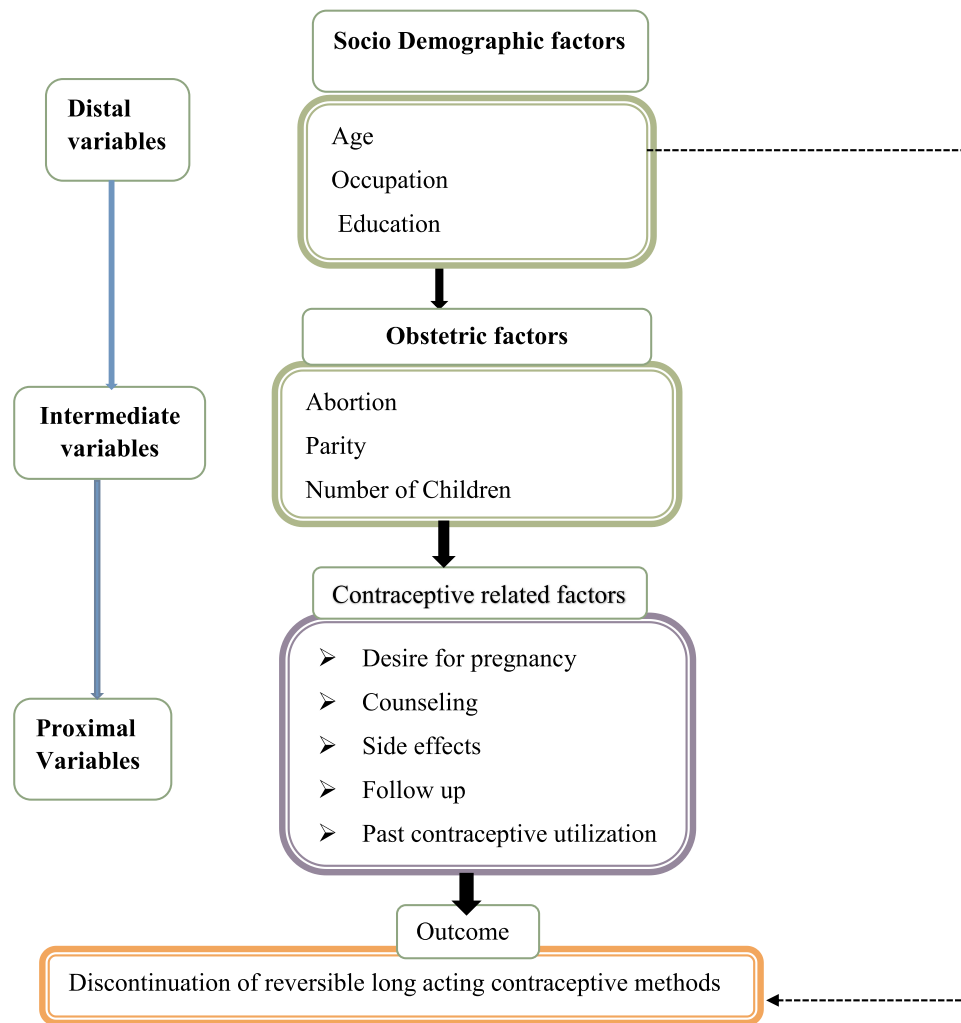 Socio Demographic factors
Distal
variables
Age
Occupation
Education
Obstetric factors
Intermediate
variables
Abortion
Parity
Number of Children
Contraceptive related factors
Proximal
Variables
Desire for pregnancy
Counseling
Side effects
Follow up
Past contraceptive utilization
Outcome
Discontinuation of reversible long acting contraceptive methods